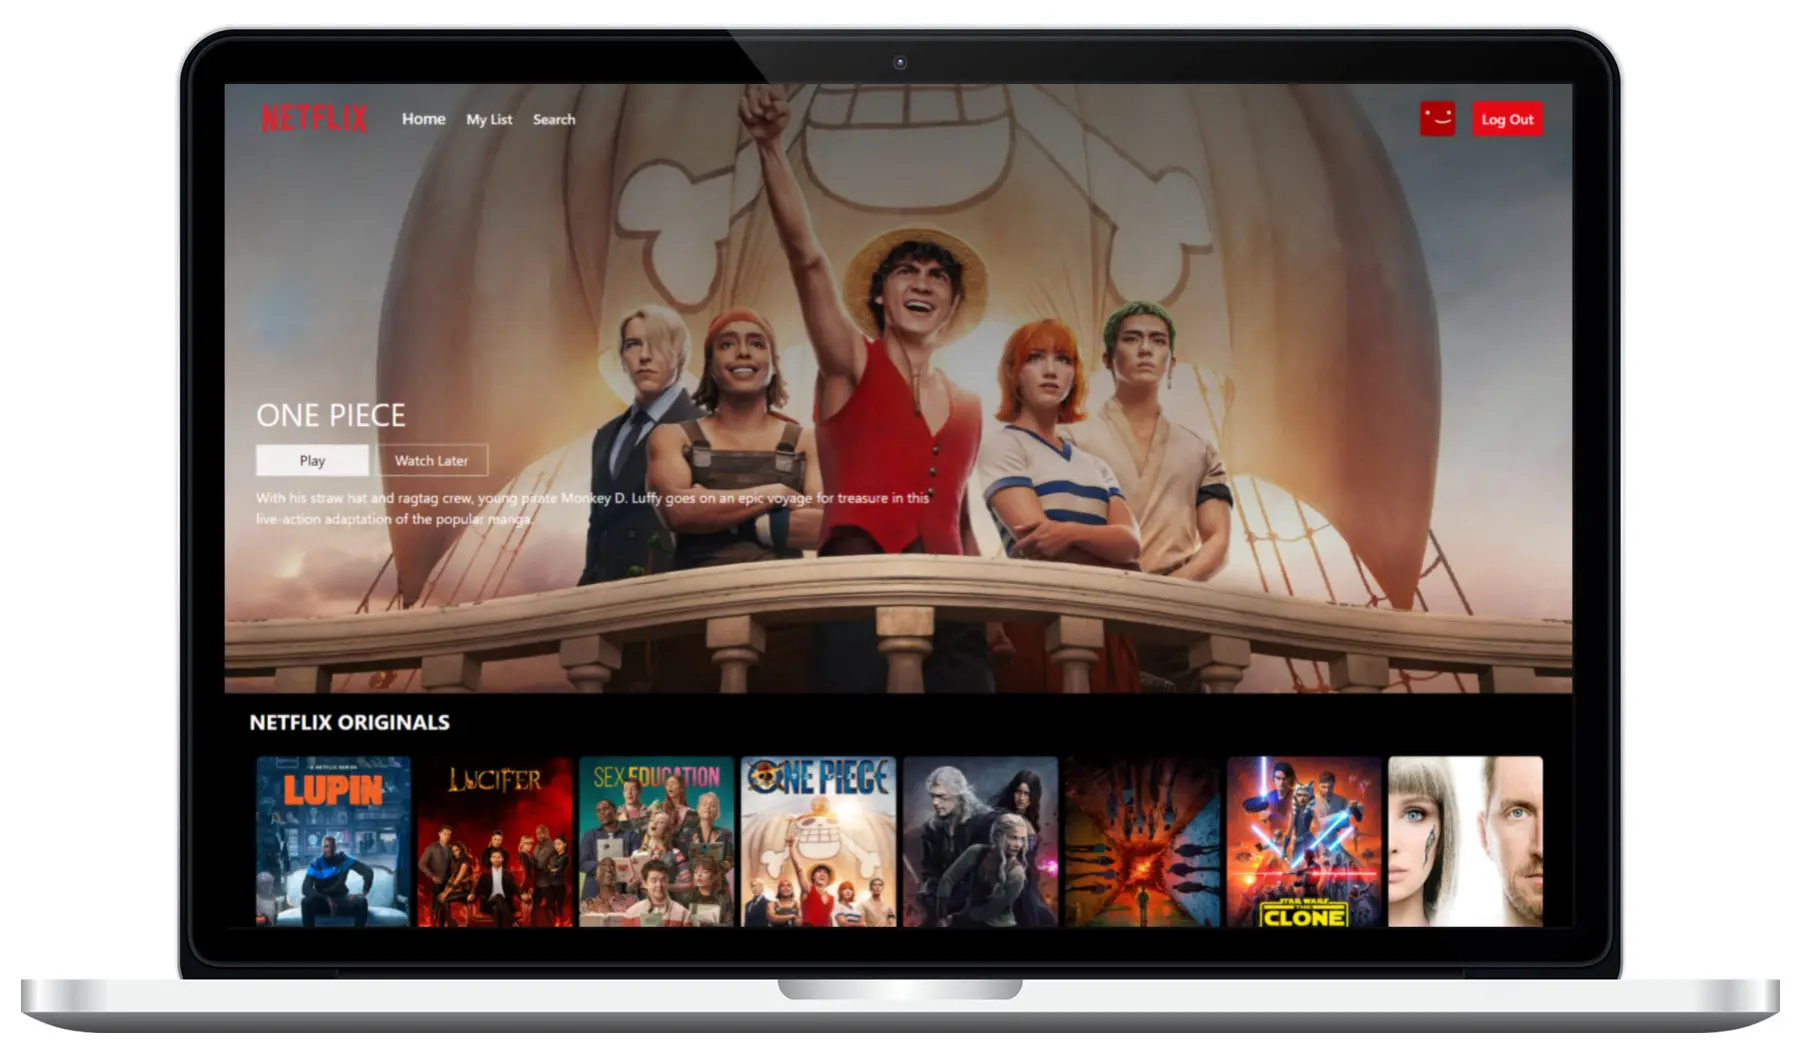 NETFLIX
Home
My List
Search
Log Out
ONE PIECE
Play
Watch Later
With his straw hat and ragtag crew, young pirate Monkey D. Luffy goes on an epic voyage for treasure in this
live-action adaptation of the popular manga.
NETFLIX ORIGINALS
A NETFLIX SERIES
LUPIN
LUCIFER
SEX EDUCATION
ONE PIECE
STAR WARS
CLONE